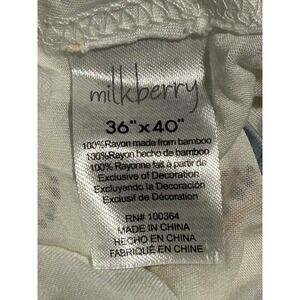 milkberry
36"x40"
100%Rayon made from bamboo
100%Rayon hecho de bambou
100%Rayonne fait à partir de
Exclusive of Decoration
Excluyendo la Decoración
Exclusif de Décoration
RN# 100364
MADE IN CHINA
HECHO EN CHINA
FABRIQUÉ EN CHINE